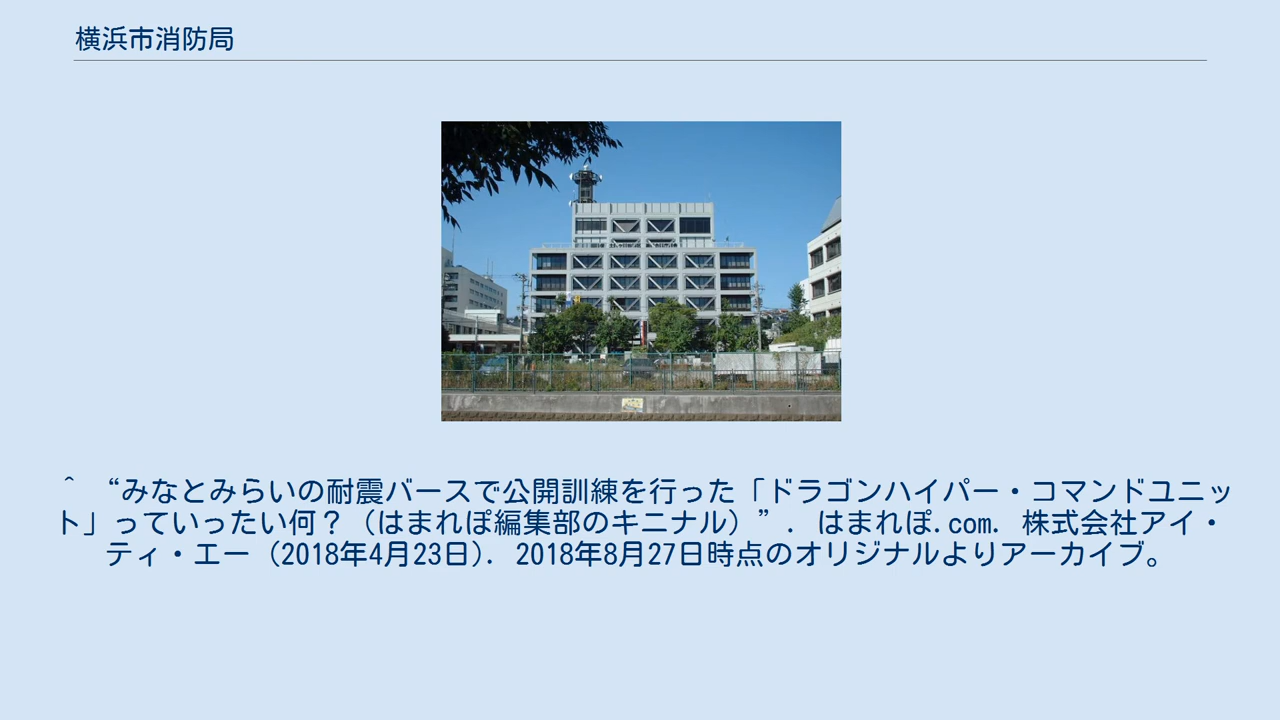 横浜市消防局
^ “みなとみらいの耐震バースで公開訓練を行った「ドラゴンハイパー・コマンドユニッ
ト」っていったい何？（はまれぽ編集部のキニナル）”. はまれぽ.com. 株式会社アイ・
ティ・エー (2018年4月23日). 2018年8月27日時点のオリジナルよりアーカイブ。